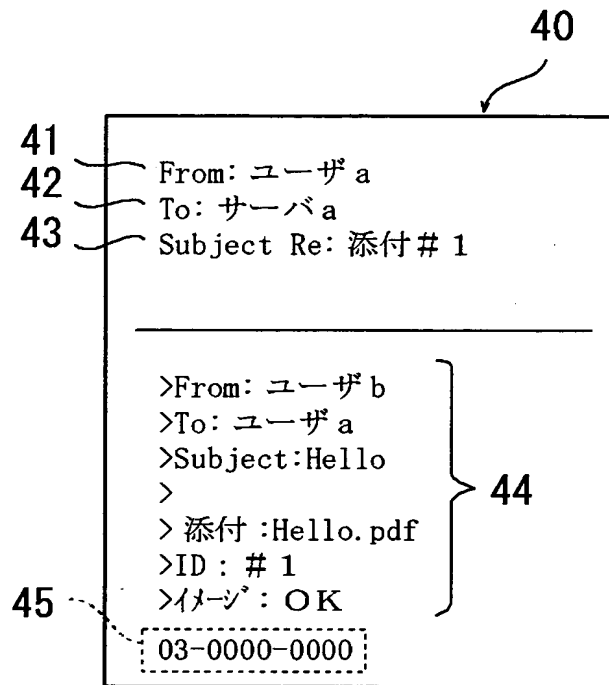 40
41 From: ユーザa
42 To: サーバa
43 Subject Re: 添付＃1
>From: ユーザb
>To: ユーザa
>Subject:Hello
>
> 添付 :Hello.pdf
>ID : ＃1
>ｲﾒｰｼﾞ : OK
44
45 03-0000-0000